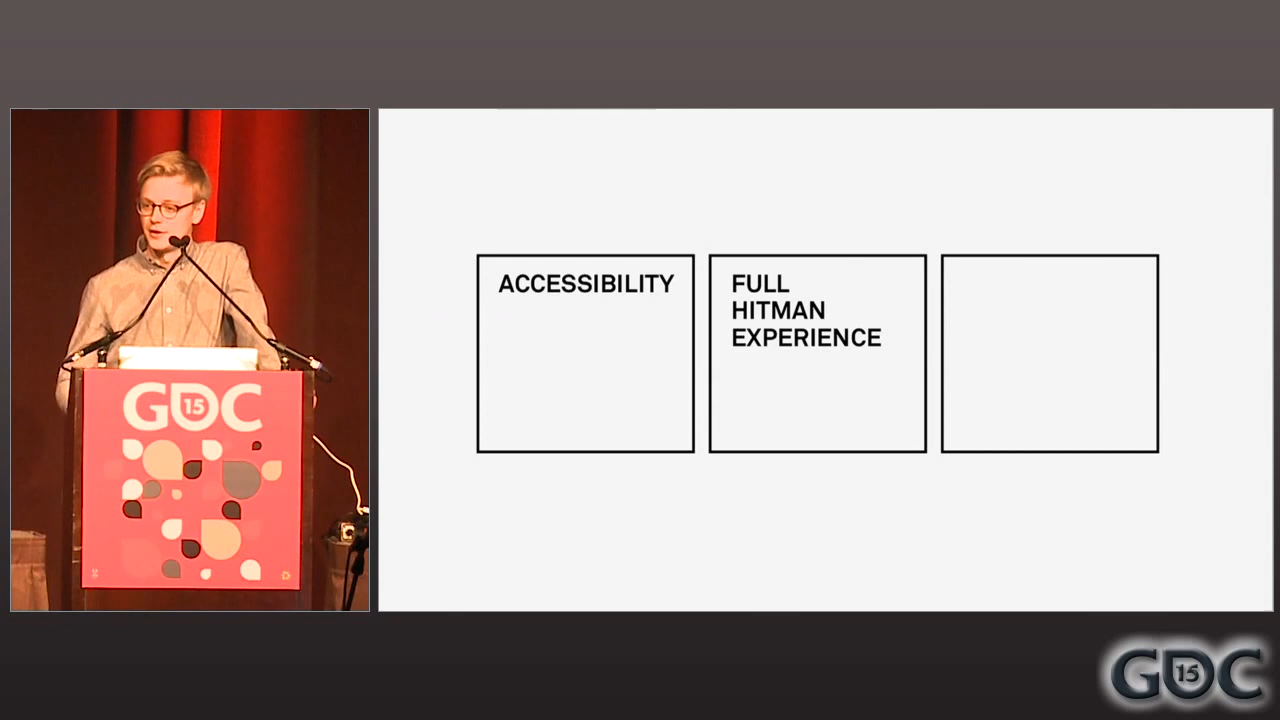 ACCESSIBILITY
FULL
HITMAN
EXPERIENCE
GDC
15
GDC
15